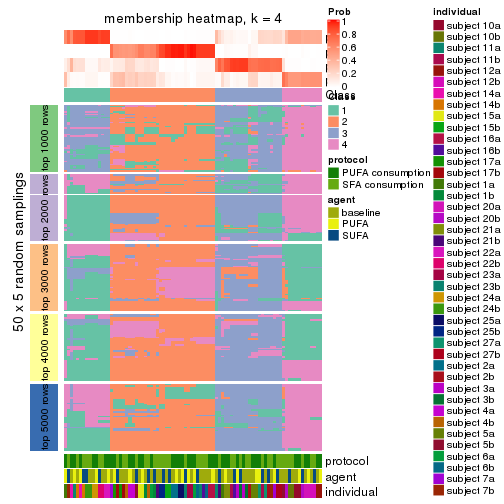 membership heatmap, k = 4
50 x 5 random samplings
top 1000 rows
top 2000 rows
top 3000 rows
top 4000 rows
top 5000 rows
Prob
1
0.8
0.6
0.4
0.2
0
Class
Class
1
2
3
4
protocol
PUFA consumption
SFA consumption
agent
baseline
PUFA
SUFA
protocol
agent
individual
individual
subject 10a
subject 10b
subject 11a
subject 11b
subject 12a
subject 12b
subject 14a
subject 14b
subject 15a
subject 15b
subject 16a
subject 16b
subject 17a
subject 17b
subject 1a
subject 1b
subject 20a
subject 20b
subject 21a
subject 21b
subject 22a
subject 22b
subject 23a
subject 23b
subject 24a
subject 24b
subject 25a
subject 25b
subject 27a
subject 27b
subject 2a
subject 2b
subject 3a
subject 3b
subject 4a
subject 4b
subject 5a
subject 5b
subject 6a
subject 6b
subject 7a
subject 7b